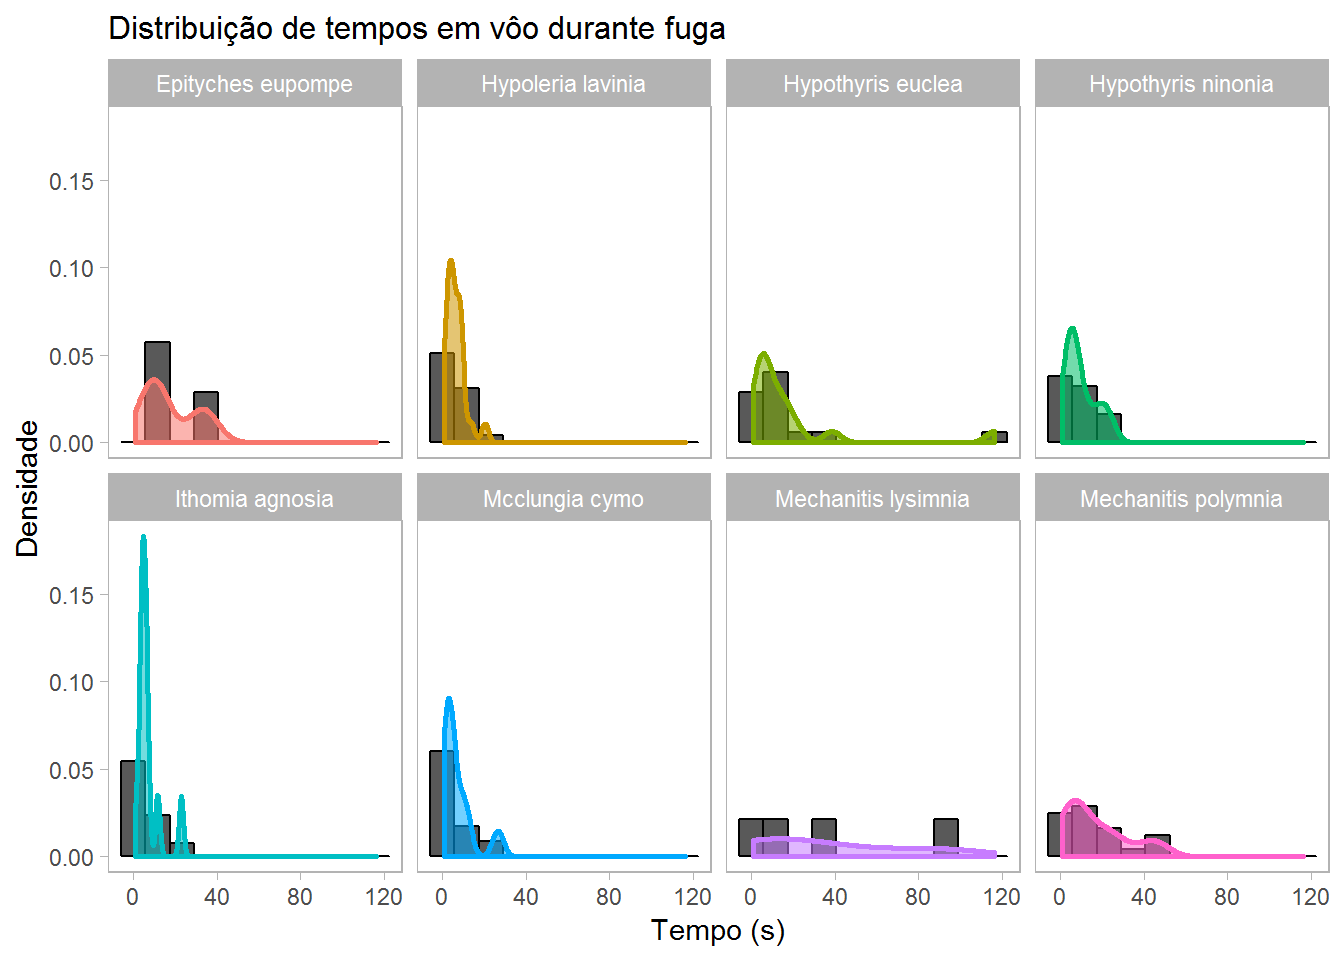 Distribuição de tempos em vôo durante fuga
Epityches eupompe
Hypoleria lavinia
Hypothyris euclea
Hypothyris ninonia
0.15
0.10
0.05
0.00
Densidade
Ithomia agnosia
Mcclungia cymo
Mechanitis lysimnia
Mechanitis polymnia
0.15
0.10
0.05
0.00
0 40 80 120
0 40 80 120
0 40 80 120
0 40 80 120
Tempo (s)